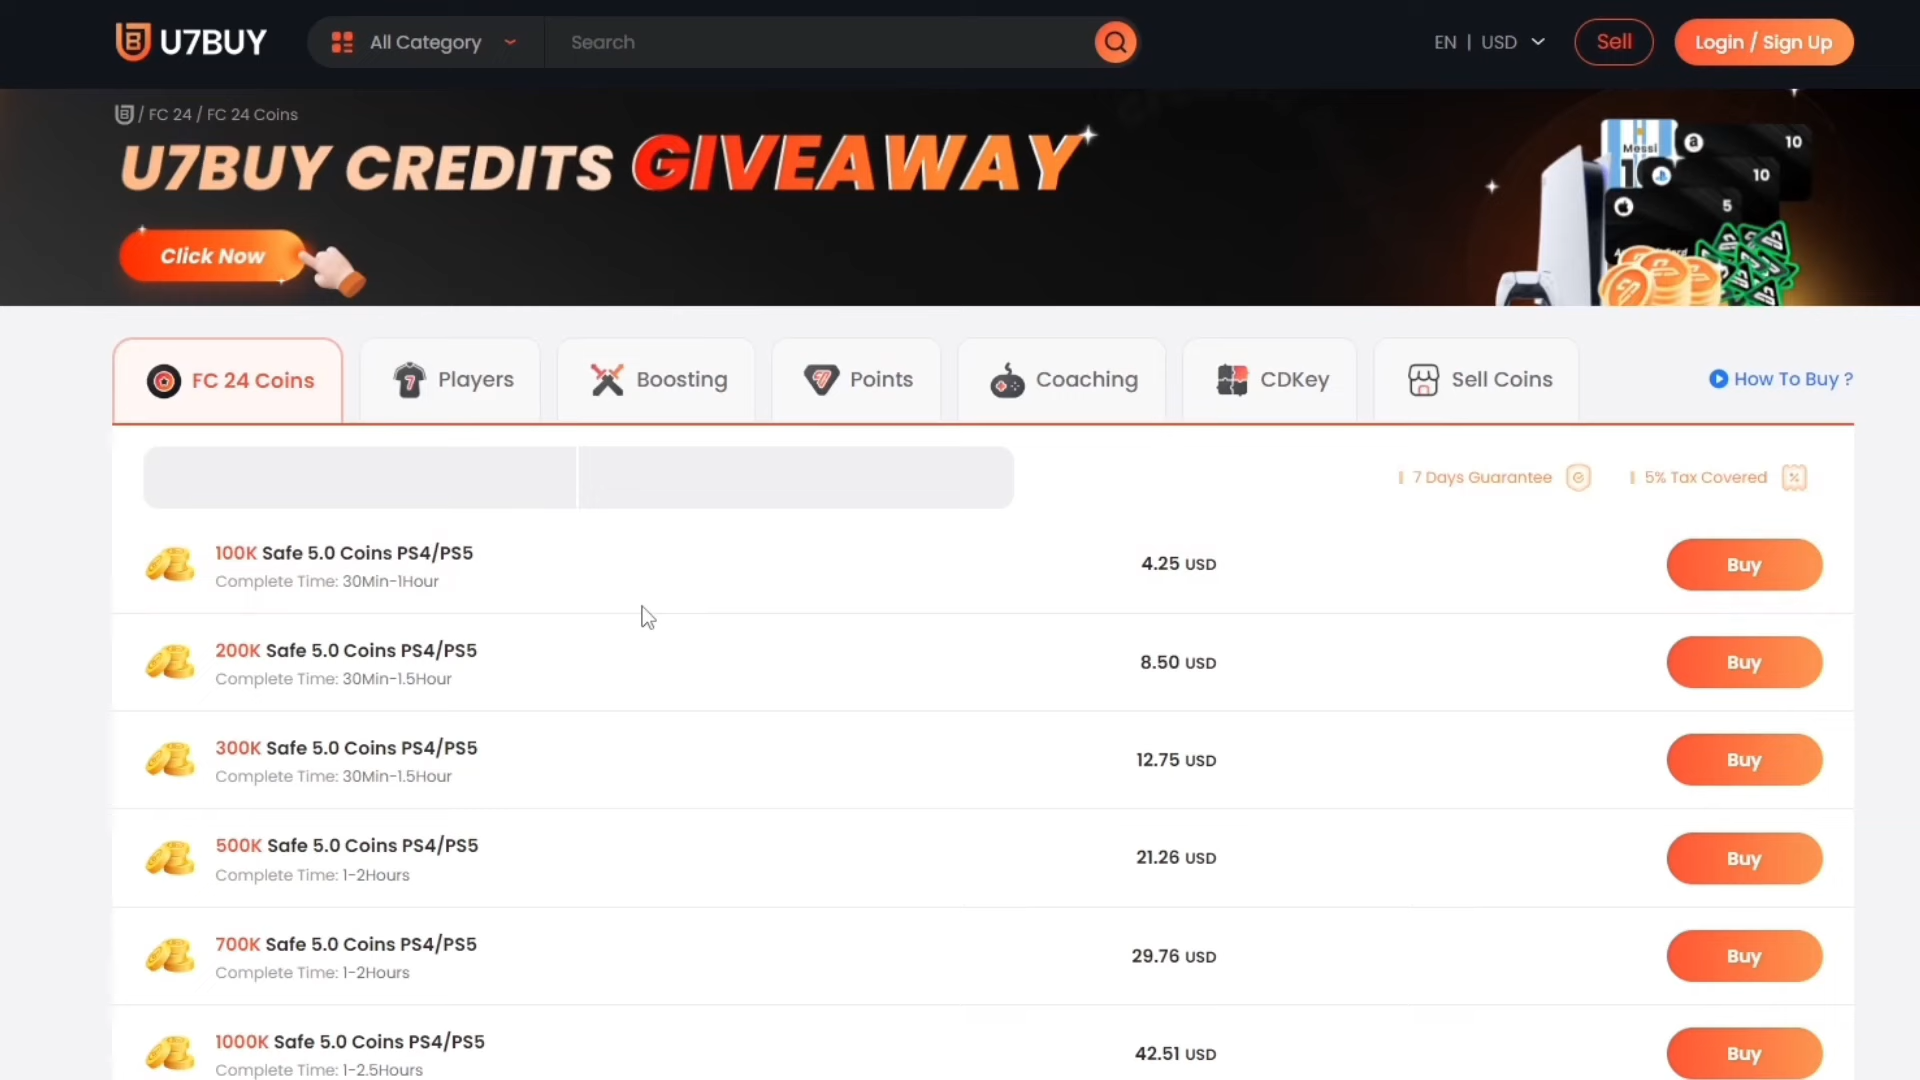 U7BUY
All Category
Search
EN | USD
Sell
Login / Sign Up
/ FC 24 / FC 24 Coins
U7BUY CREDITS GIVEAWAY
Click Now
Messi
10
10
5
FC 24 Coins
7
Players
Boosting
Points
Coaching
CDKey
Sell Coins
How To Buy ?
7 Days Guarantee
5% Tax Covered
100K Safe 5.0 Coins PS4/PS5
Complete Time: 30Min-1Hour
4.25 USD
Buy
200K Safe 5.0 Coins PS4/PS5
Complete Time: 30Min-1.5Hour
8.50 USD
Buy
300K Safe 5.0 Coins PS4/PS5
Complete Time: 30Min-1.5Hour
12.75 USD
Buy
500K Safe 5.0 Coins PS4/PS5
Complete Time: 1-2Hours
21.26 USD
Buy
700K Safe 5.0 Coins PS4/PS5
Complete Time: 1-2Hours
29.76 USD
Buy
1000K Safe 5.0 Coins PS4/PS5
Complete Time: 1-2.5Hours
42.51 USD
Buy